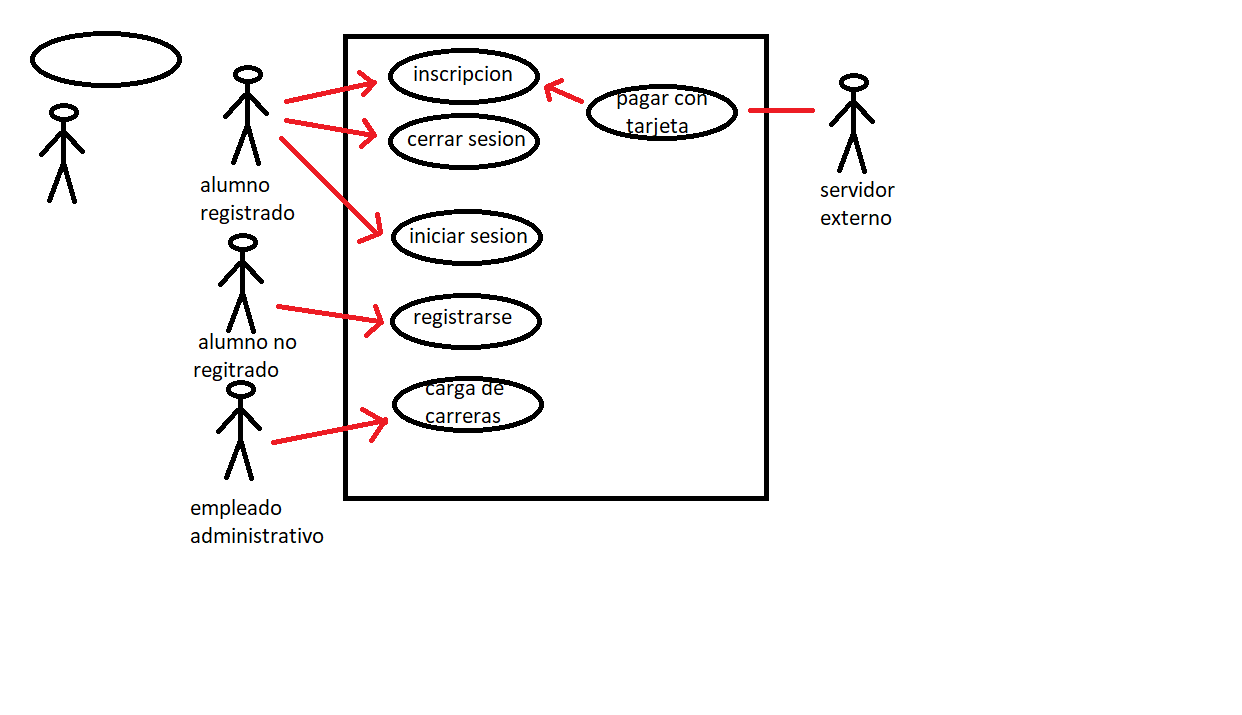 inscripcion
pagar con
tarjeta
cerrar sesion
alumno
registrado
servidor
externo
iniciar sesion
registrarse
alumno no
regitrado
carga de
carreras
empleado
administrativo